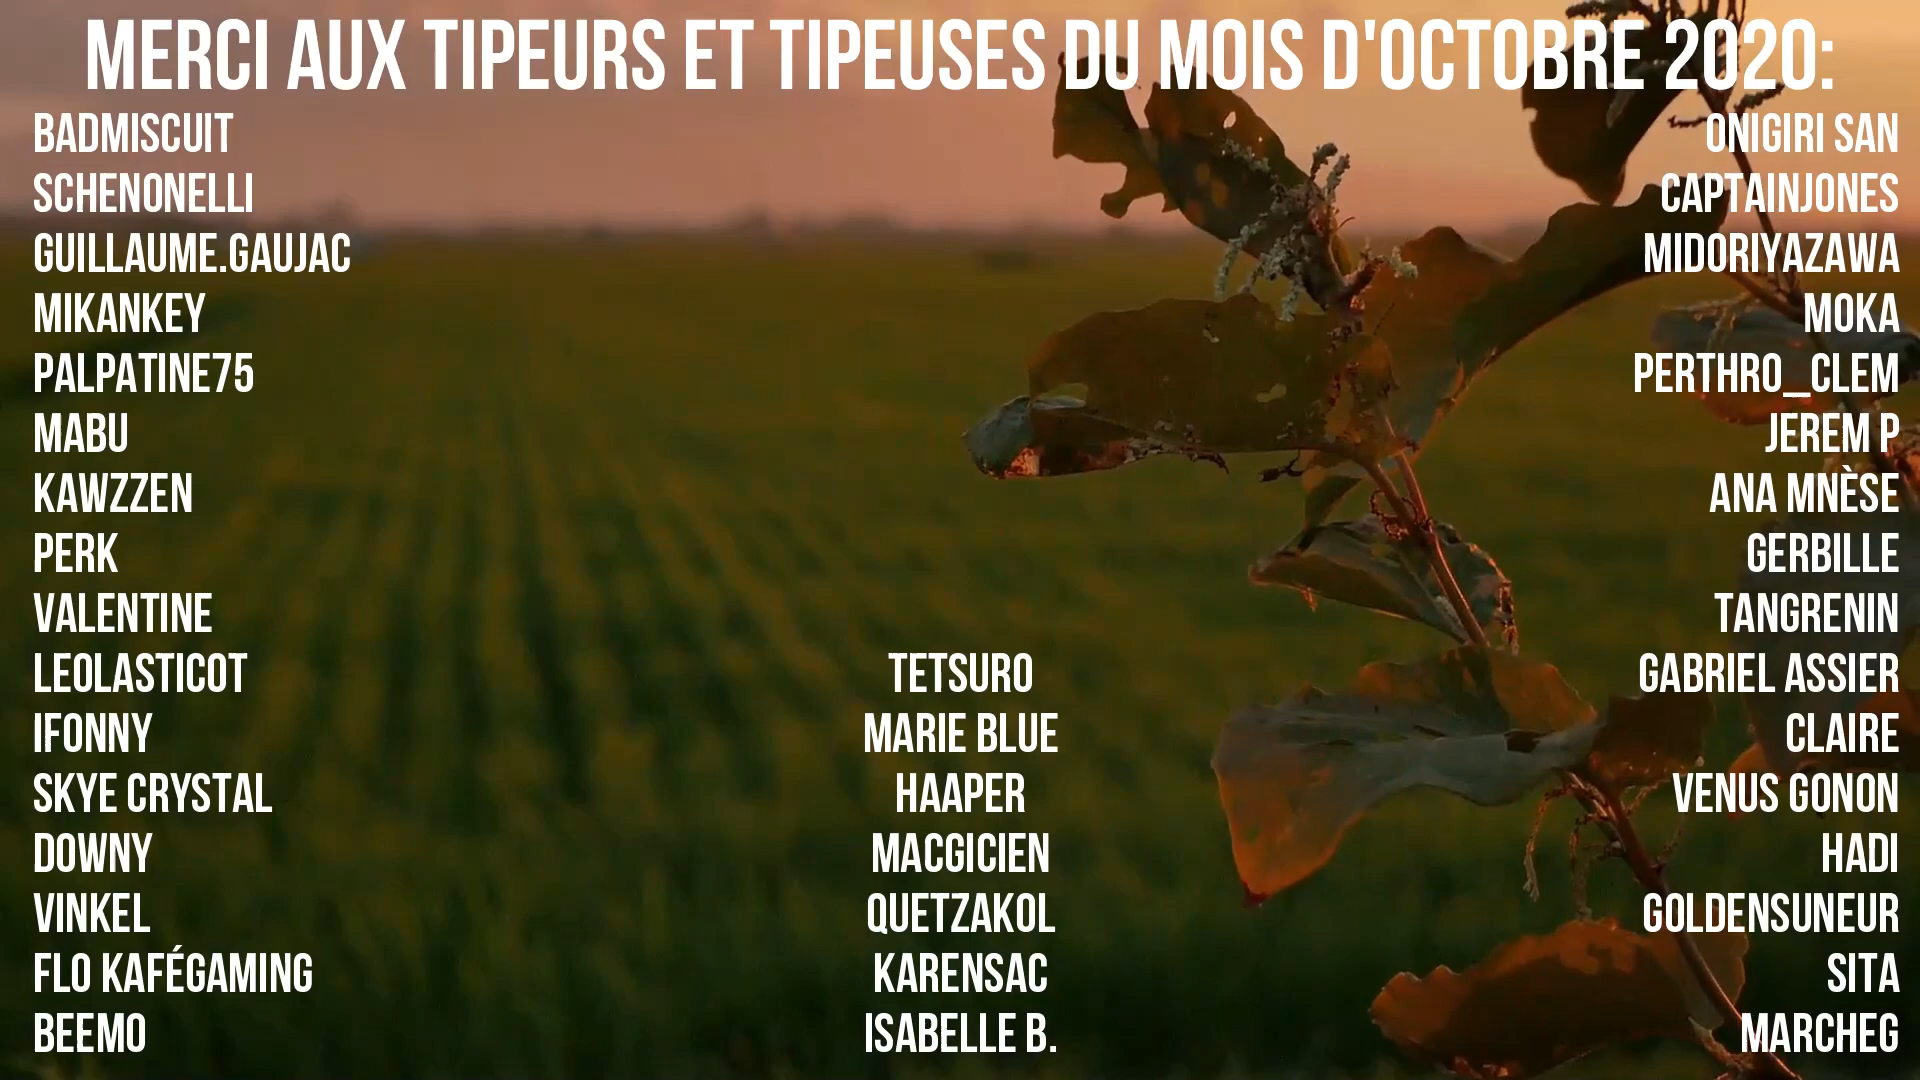 MERCI AUX TIPEURS ET TIPEUSES DU MOIS D'OCTOBRE 2020:
BADMISCUIT
SCHENONELLI
GUILLAUME.GAUJAC
MIKANKEY
PALPATINE75
MABU
KAWZZEN
PERK
VALENTINE
LEOLASTICOT
IFONNY
SKYE CRYSTAL
DOWNY
VINKEL
FLO KAFÉGAMING
BEEMO
TETSURO
MARIE BLUE
HAAPER
MACGICIEN
QUETZAKOL
KARENSAC
ISABELLE B.
ONIGIRI SAN
CAPTAINJONES
MIDORIYAZAWA
MOKA
PERTHRO_CLEM
JEREM P
ANA MNÈSE
GERBILLE
TANGRENIN
GABRIEL ASSIER
CLAIRE
VENUS GONON
HADI
GOLDENSUNEUR
SITA
MARCHEG